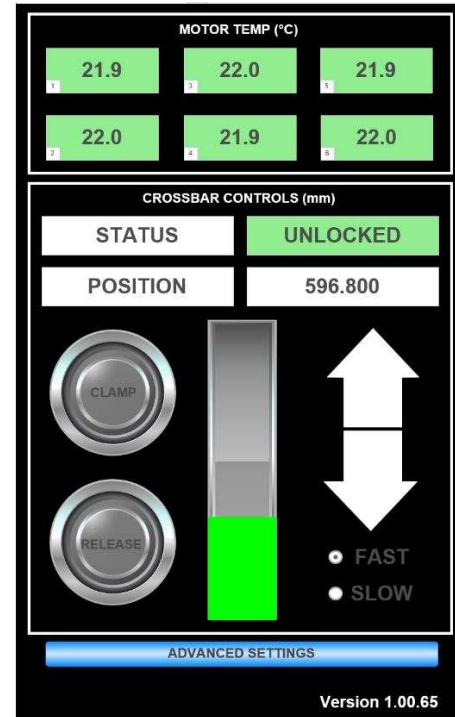 MOTOR TEMP (°C)
21.9 22.0 21.9
1 3 5
22.0 21.9 22.0
2 4 6
CROSSBAR CONTROLS (mm)
STATUS UNLOCKED
POSITION 596.800
CLAMP
RELEASE
FAST
SLOW
ADVANCED SETTINGS
Version 1.00.65